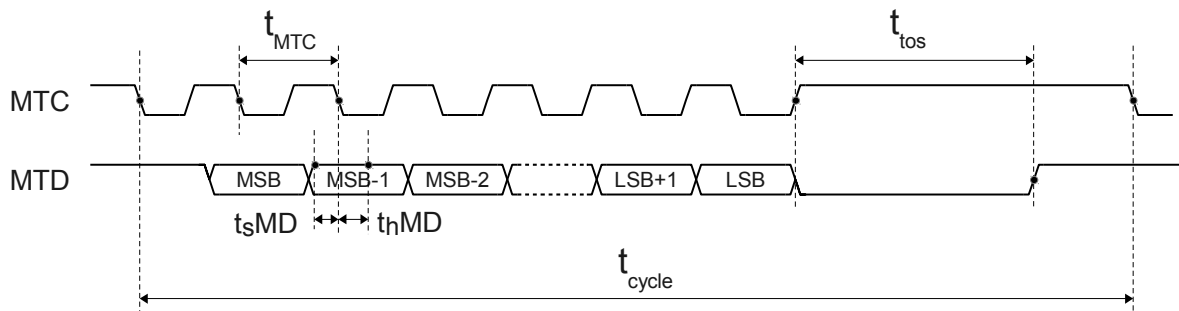 tMTC
ttos
MTC
MTD
MSB MSB-1 MSB-2 LSB+1 LSB
tsMD thMD
tcycle